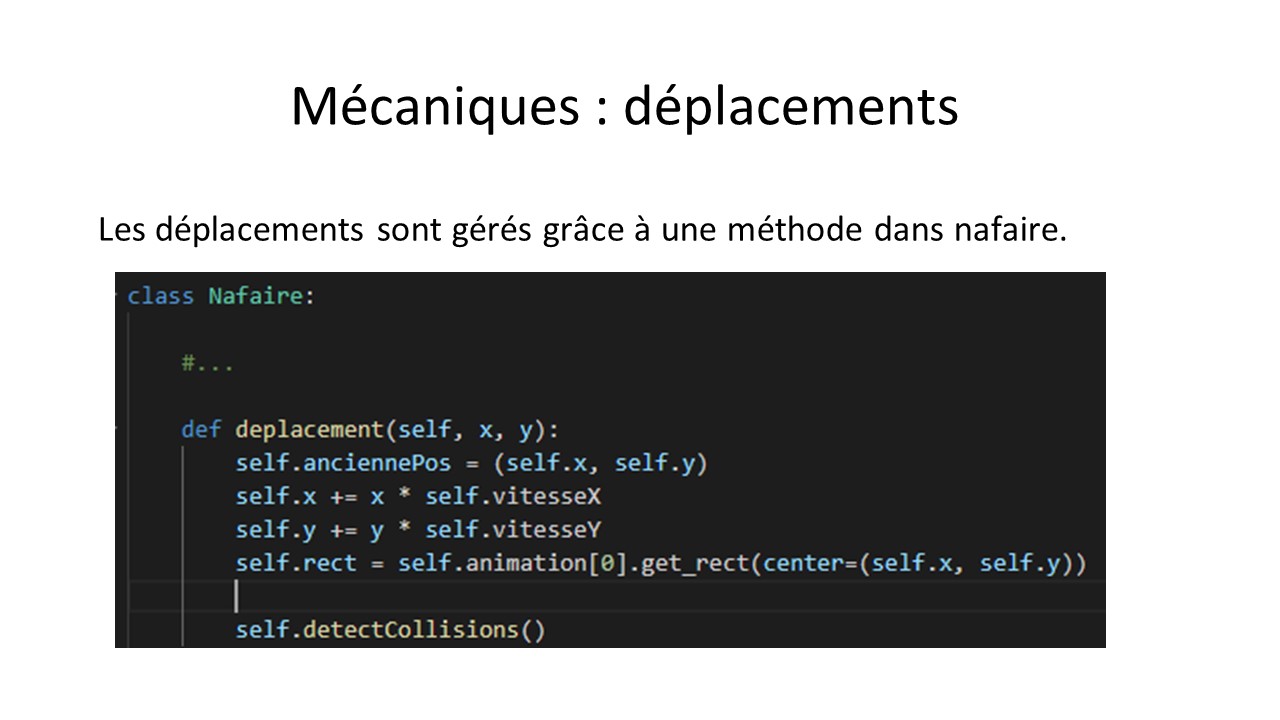 Mécaniques : déplacements
Les déplacements sont gérés grâce à une méthode dans nafaire.
class Nafaire:
#...
def deplacement(self, x, y):
self.anciennePos = (self.x, self.y)
self.x += x * self.vitesseX
self.y += y * self.vitesseY
self.rect = self.animation[0].get_rect(center=(self.x, self.y))
self.detectCollisions()